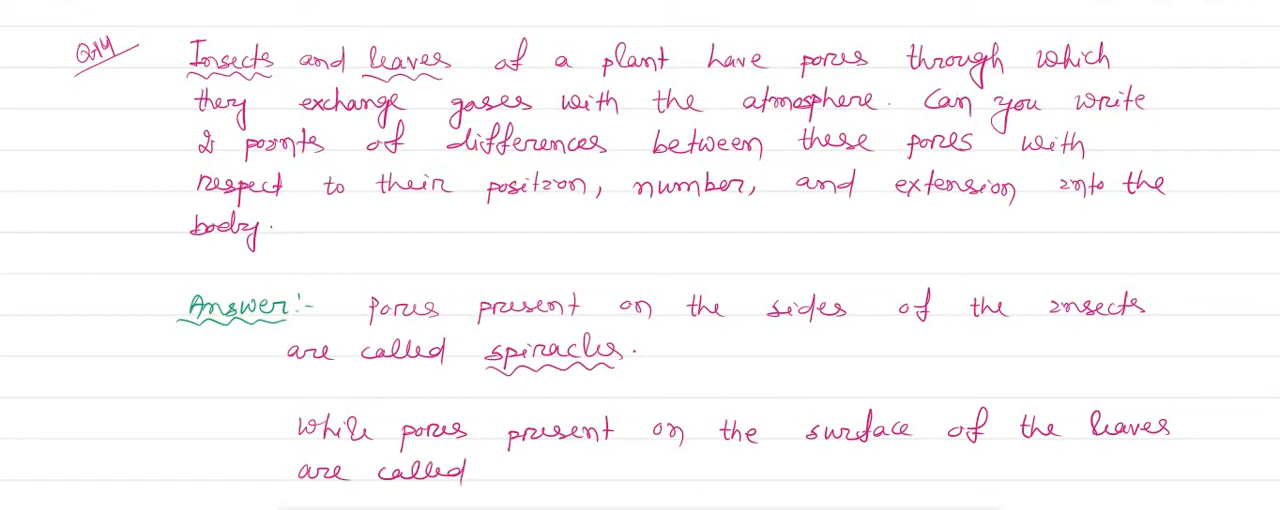 Q.14 Insects and leaves of a plant have pores through which
they exchange gases with the atmosphere. Can you write
2 points of differences between these pores with
respect to their position, number, and extension into the
body.
Answer:- Pores present on the sides of the insects
are called spiracles.
While pores present on the surface of the leaves
are called